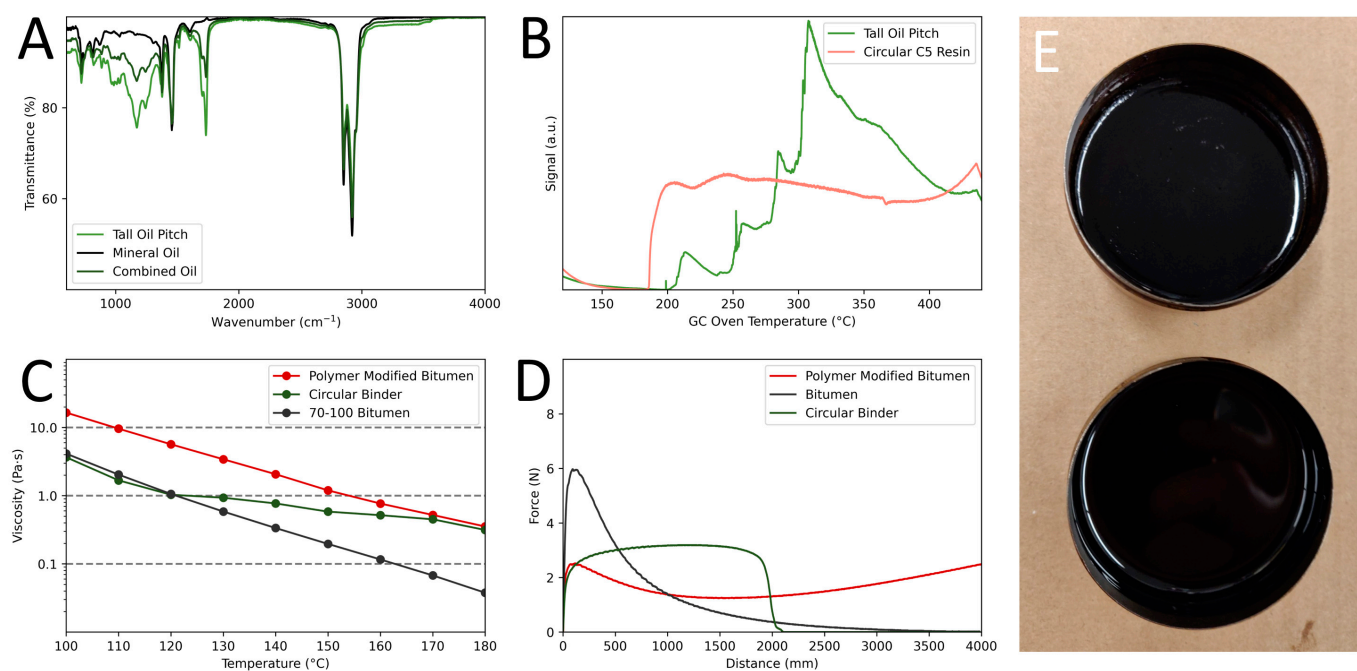 A
Transmittance (%)
80
60
Tall Oil Pitch
Mineral Oil
Combined Oil
1000 2000 3000 4000
Wavenumber (cm⁻¹)
B
Signal (a.u.)
Tall Oil Pitch
Circular C5 Resin
150 200 250 300 350 400
GC Oven Temperature (°C)
C
Viscosity (Pa·s)
10.0
1.0
0.1
Polymer Modified Bitumen
Circular Binder
70-100 Bitumen
100 110 120 130 140 150 160 170 180
Temperature (°C)
D
Force (N)
8
6
4
2
0
Polymer Modified Bitumen
Bitumen
Circular Binder
0 500 1000 1500 2000 2500 3000 3500 4000
Distance (mm)
E